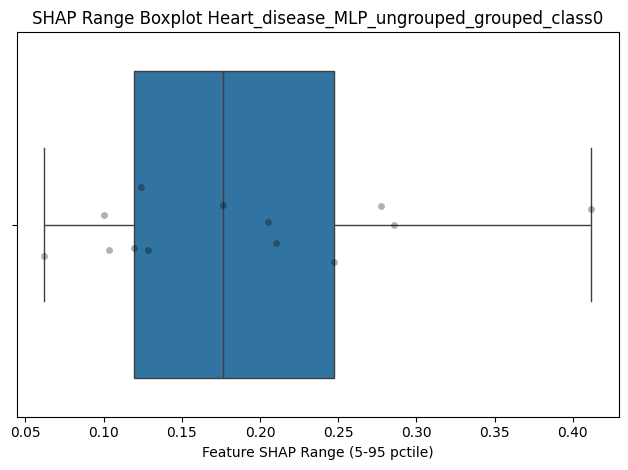 SHAP Range Boxplot Heart_disease_MLP_ungrouped_grouped_class0
0.05 0.10 0.15 0.20 0.25 0.30 0.35 0.40
Feature SHAP Range (5-95 pctile)